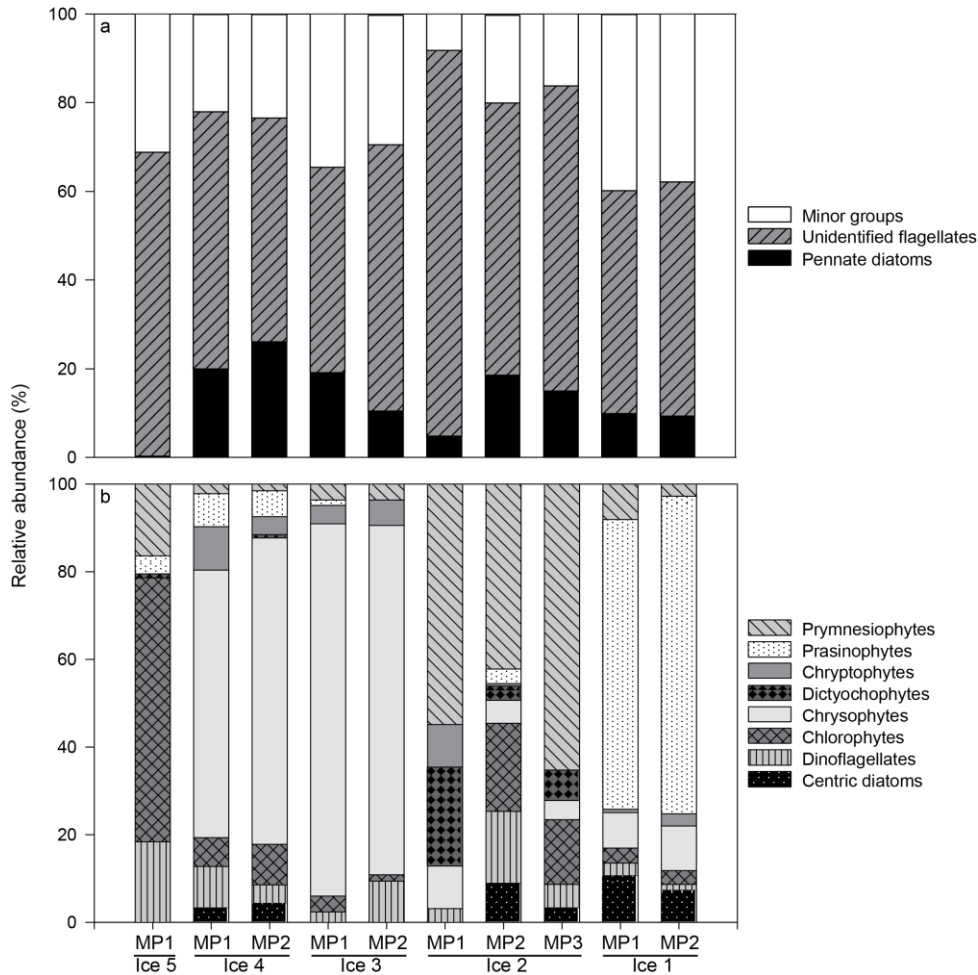 a
100
80
60
40
20
0
Minor groups
Unidentified flagellates
Pennate diatoms
Relative abundance (%)
b
100
80
60
40
20
0
Prymnesiophytes
Prasinophytes
Chryptophytes
Dictyochophytes
Chrysophytes
Chlorophytes
Dinoflagellates
Centric diatoms
MP1 MP1 MP2 MP1 MP2 MP1 MP2 MP3 MP1 MP2
Ice 5 Ice 4 Ice 3 Ice 2 Ice 1